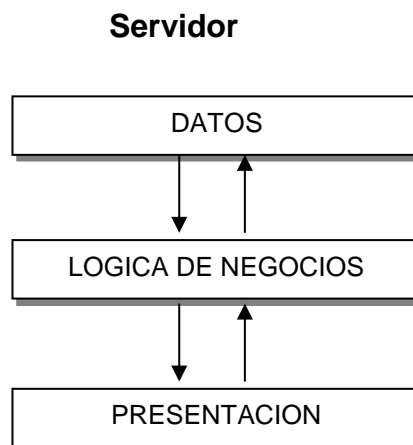 Servidor
DATOS
LOGICA DE NEGOCIOS
PRESENTACION